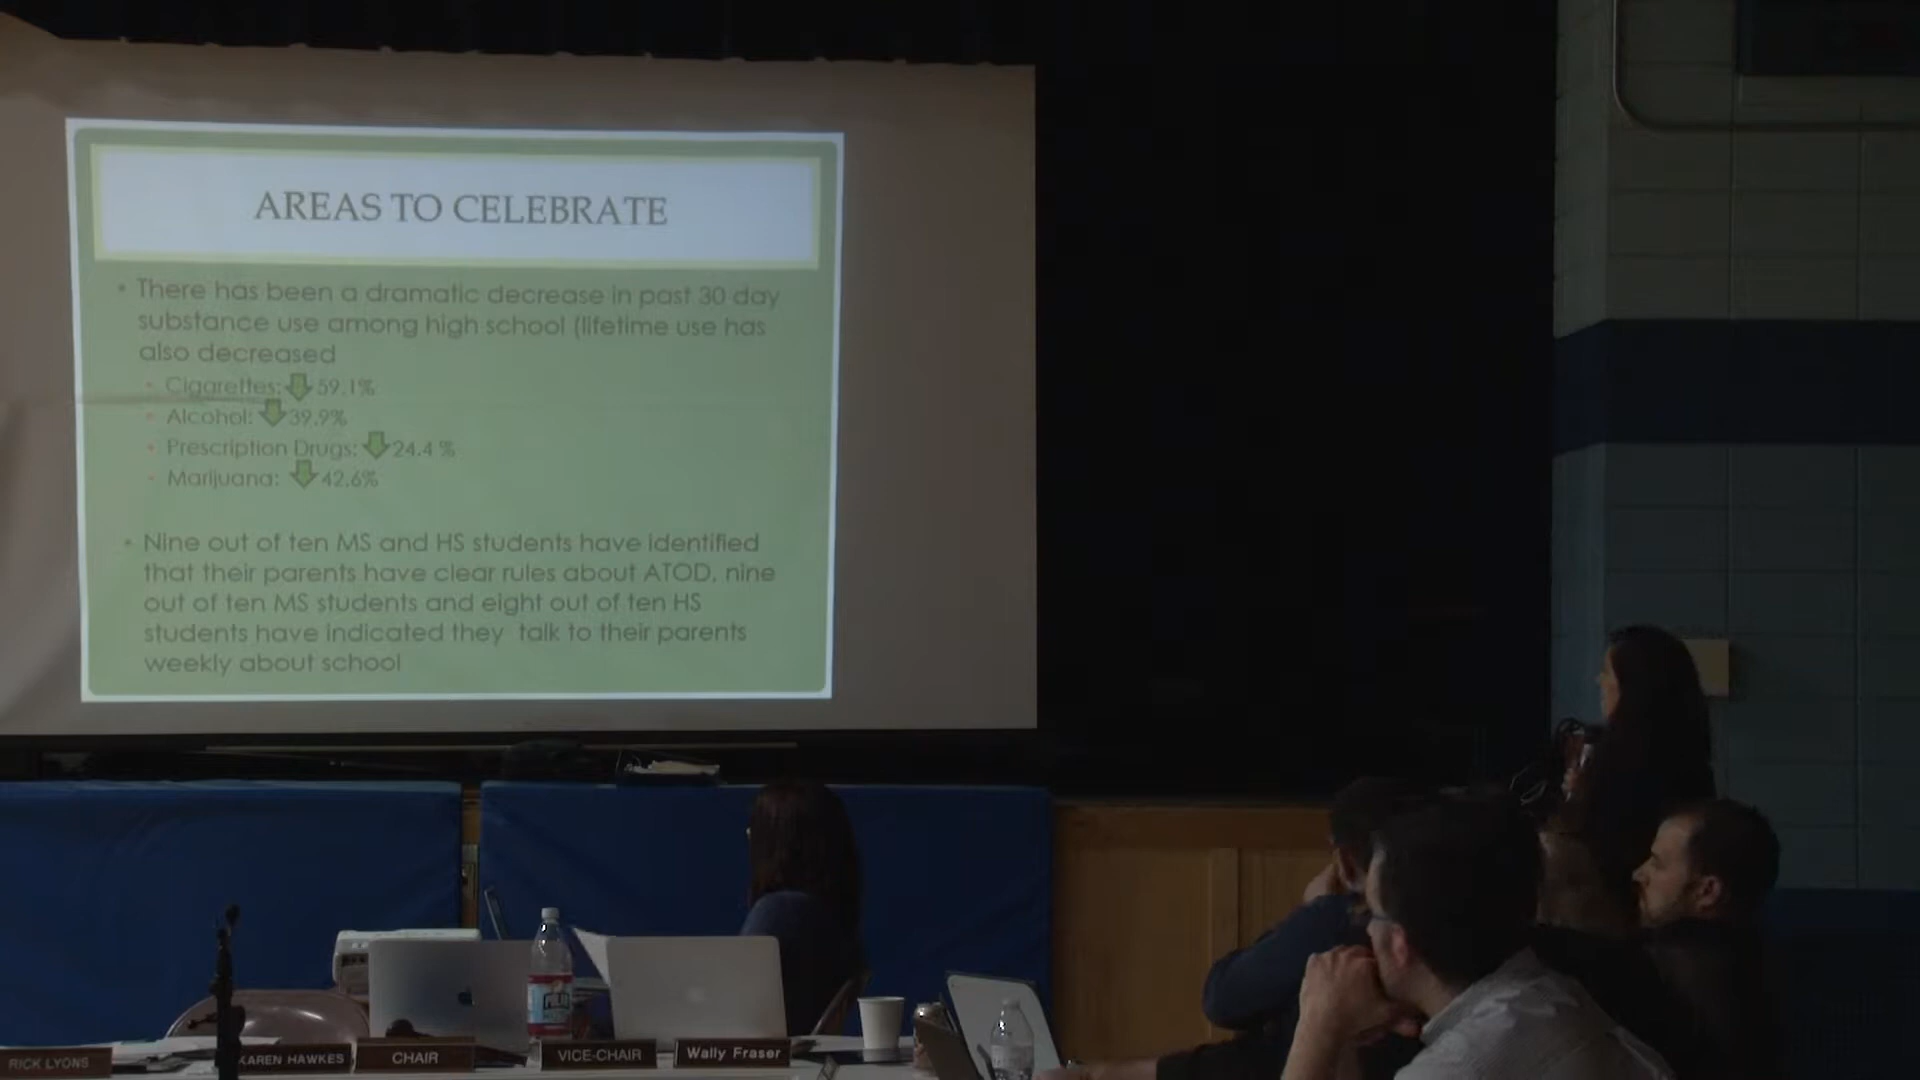 AREAS TO CELEBRATE
• There has been a dramatic decrease in past 30 day
substance use among high school (lifetime use has
also decreased
• Cigarettes: 59.1%
• Alcohol: 39.9%
• Prescription Drugs: 24.4 %
• Marijuana: 42.6%
• Nine out of ten MS and HS students have identified
that their parents have clear rules about ATOD, nine
out of ten MS students and eight out of ten HS
students have indicated they talk to their parents
weekly about school
RICK LYONS
KAREN HAWKES
CHAIR
VICE-CHAIR
Wally Fraser